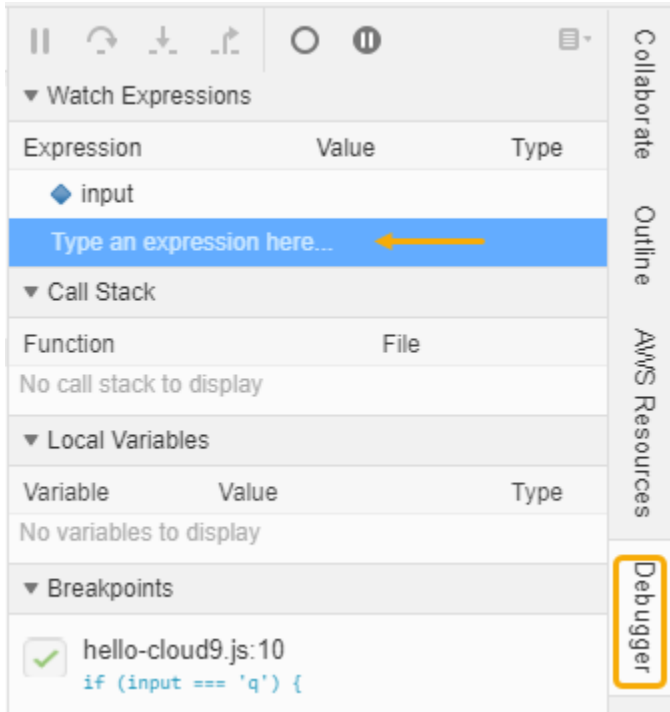 Watch Expressions
Expression Value Type
input
Type an expression here...
Call Stack
Function File
No call stack to display
Local Variables
Variable Value Type
No variables to display
Breakpoints
hello-cloud9.js:10
if (input === 'q') {
Collaborate
Outline
AWS Resources
Debugger